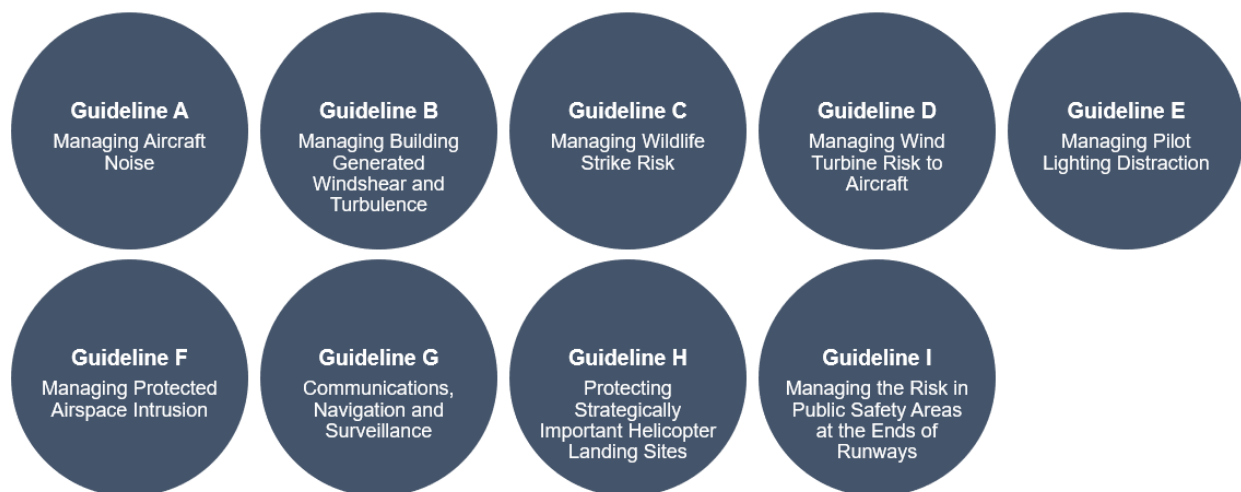 Guideline A
Managing Aircraft
Noise
Guideline B
Managing Building
Generated
Windshear and
Turbulence
Guideline C
Managing Wildlife
Strike Risk
Guideline D
Managing Wind
Turbine Risk to
Aircraft
Guideline E
Managing Pilot
Lighting Distraction
Guideline F
Managing Protected
Airspace Intrusion
Guideline G
Communications,
Navigation and
Surveillance
Guideline H
Protecting
Strategically
Important Helicopter
Landing Sites
Guideline I
Managing the Risk in
Public Safety Areas
at the Ends of
Runways